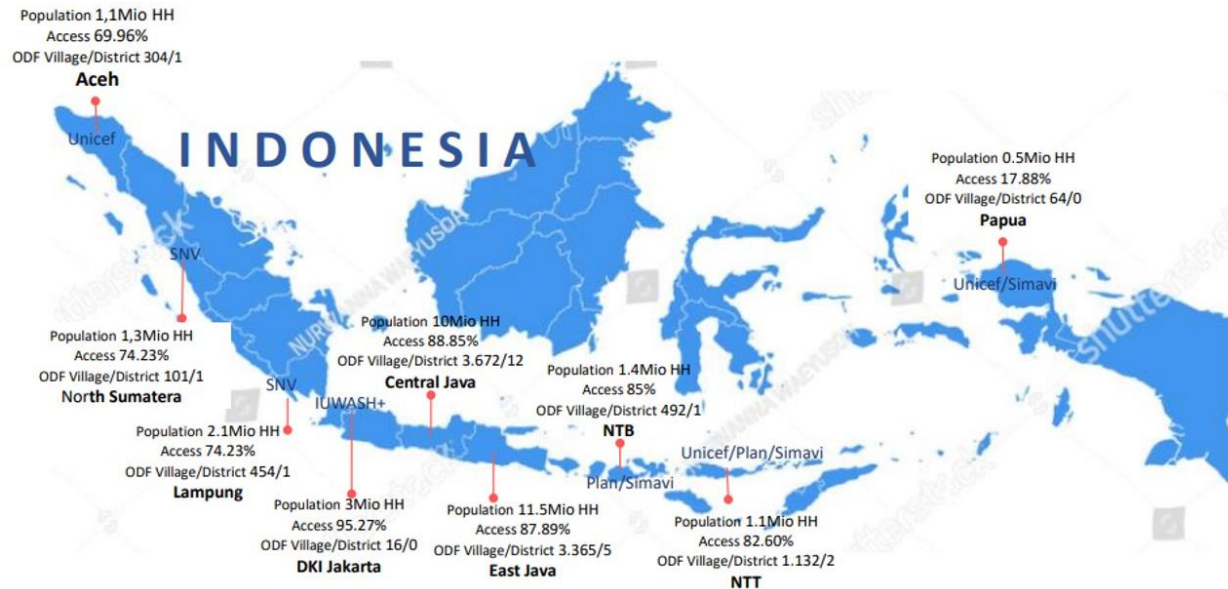 Population 1,1Mio HH
Access 69.96%
ODF Village/District 304/1
Aceh
Unicef
INDONESIA
Population 0.5Mio HH
Access 17.88%
ODF Village/District 64/0
Papua
Unicef/Simavi
SNV
Population 1,3Mio HH
Access 74.23%
ODF Village/District 101/1
North Sumatera
SNV
Population 2.1Mio HH
Access 74.23%
ODF Village/District 454/1
Lampung
IUWASH+
Population 3Mio HH
Access 95.27%
ODF Village/District 16/0
DKI Jakarta
Population 10Mio HH
Access 88.85%
ODF Village/District 3.672/12
Central Java
Population 11.5Mio HH
Access 87.89%
ODF Village/District 3.365/5
East Java
Population 1.4Mio HH
Access 85%
ODF Village/District 492/1
NTB
Plan/Simavi
Unicef/Plan/Simavi
Population 1.1Mio HH
Access 82.60%
ODF Village/District 1.132/2
NTT
shutterstock